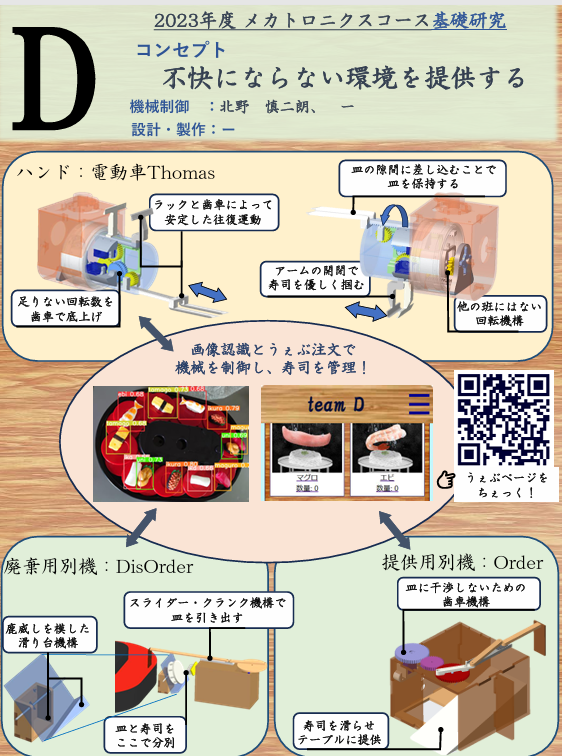 D
2023年度 メカトロニクスコース基礎研究
コンセプト
不快にならない環境を提供する
機械制御 ：北野 慎二朗、 一
設計・製作：一
ハンド：電動車Thomas
ラックと歯車によって
安定した往復運動
足りない回転数を
歯車で底上げ
皿の隙間に差し込むことで
皿を保持する
アームの開閉で
寿司を優しく掴む
他の班にはない
回転機構
画像認識とうぇぶ注文で
機械を制御し、寿司を管理！
team D
マグロ
数量: 0
エビ
数量: 0
うぇぶページを
ちぇっく！
廃棄用別機：DisOrder
スライダー・クランク機構で
皿を引き出す
鹿威しを模した
滑り台機構
皿と寿司を
ここで分別
提供用別機：Order
皿に干渉しないための
歯車機構
寿司を滑らせ
テーブルに提供